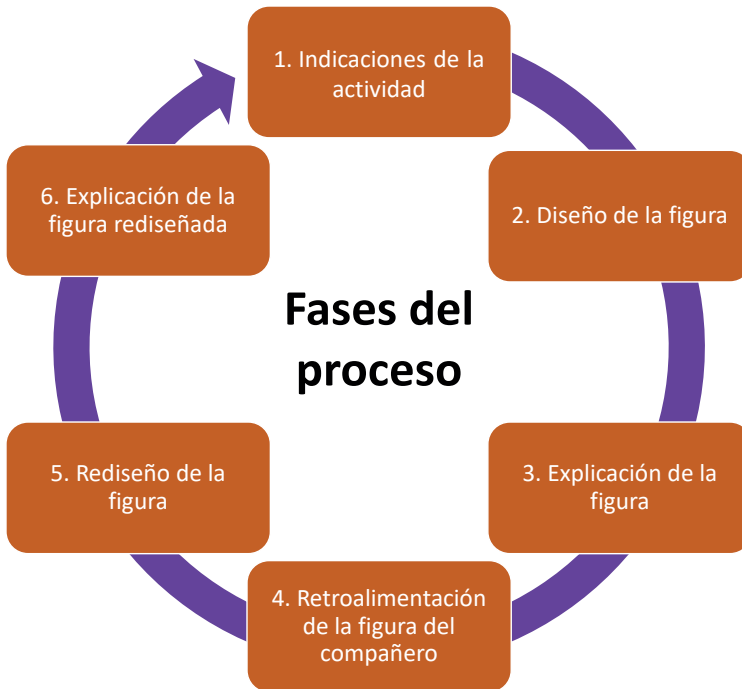 1. Indicaciones de la
actividad
2. Diseño de la figura
3. Explicación de la
figura
4. Retroalimentación
de la figura del
compañero
5. Rediseño de la
figura
6. Explicación de la
figura rediseñada
Fases del
proceso